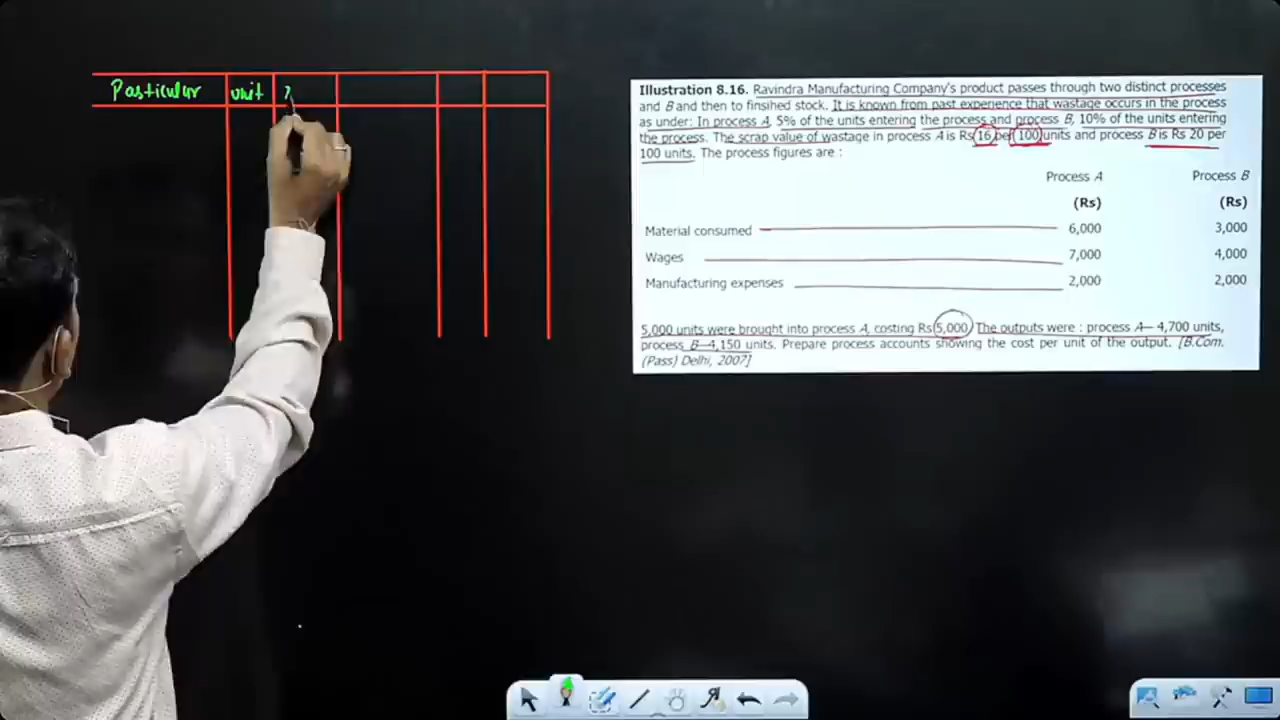 Particular unit
Illustration 8.16. Ravindra Manufacturing Company's product passes through two distinct processes
and B and then to finsihed stock. It is known from past experience that wastage occurs in the process
as under: In process A, 5% of the units entering the process and process B, 10% of the units entering
the process. The scrap value of wastage in process A is Rs 16 per 100 units and process B is Rs 20 per
100 units. The process figures are :
Process A Process B
(Rs) (Rs)
Material consumed 6,000 3,000
Wages 7,000 4,000
Manufacturing expenses 2,000 2,000
5,000 units were brought into process A, costing Rs 5,000 The outputs were : process A— 4,700 units,
process B—4,150 units. Prepare process accounts showing the cost per unit of the output. [B.Com.
(Pass) Delhi, 2007]